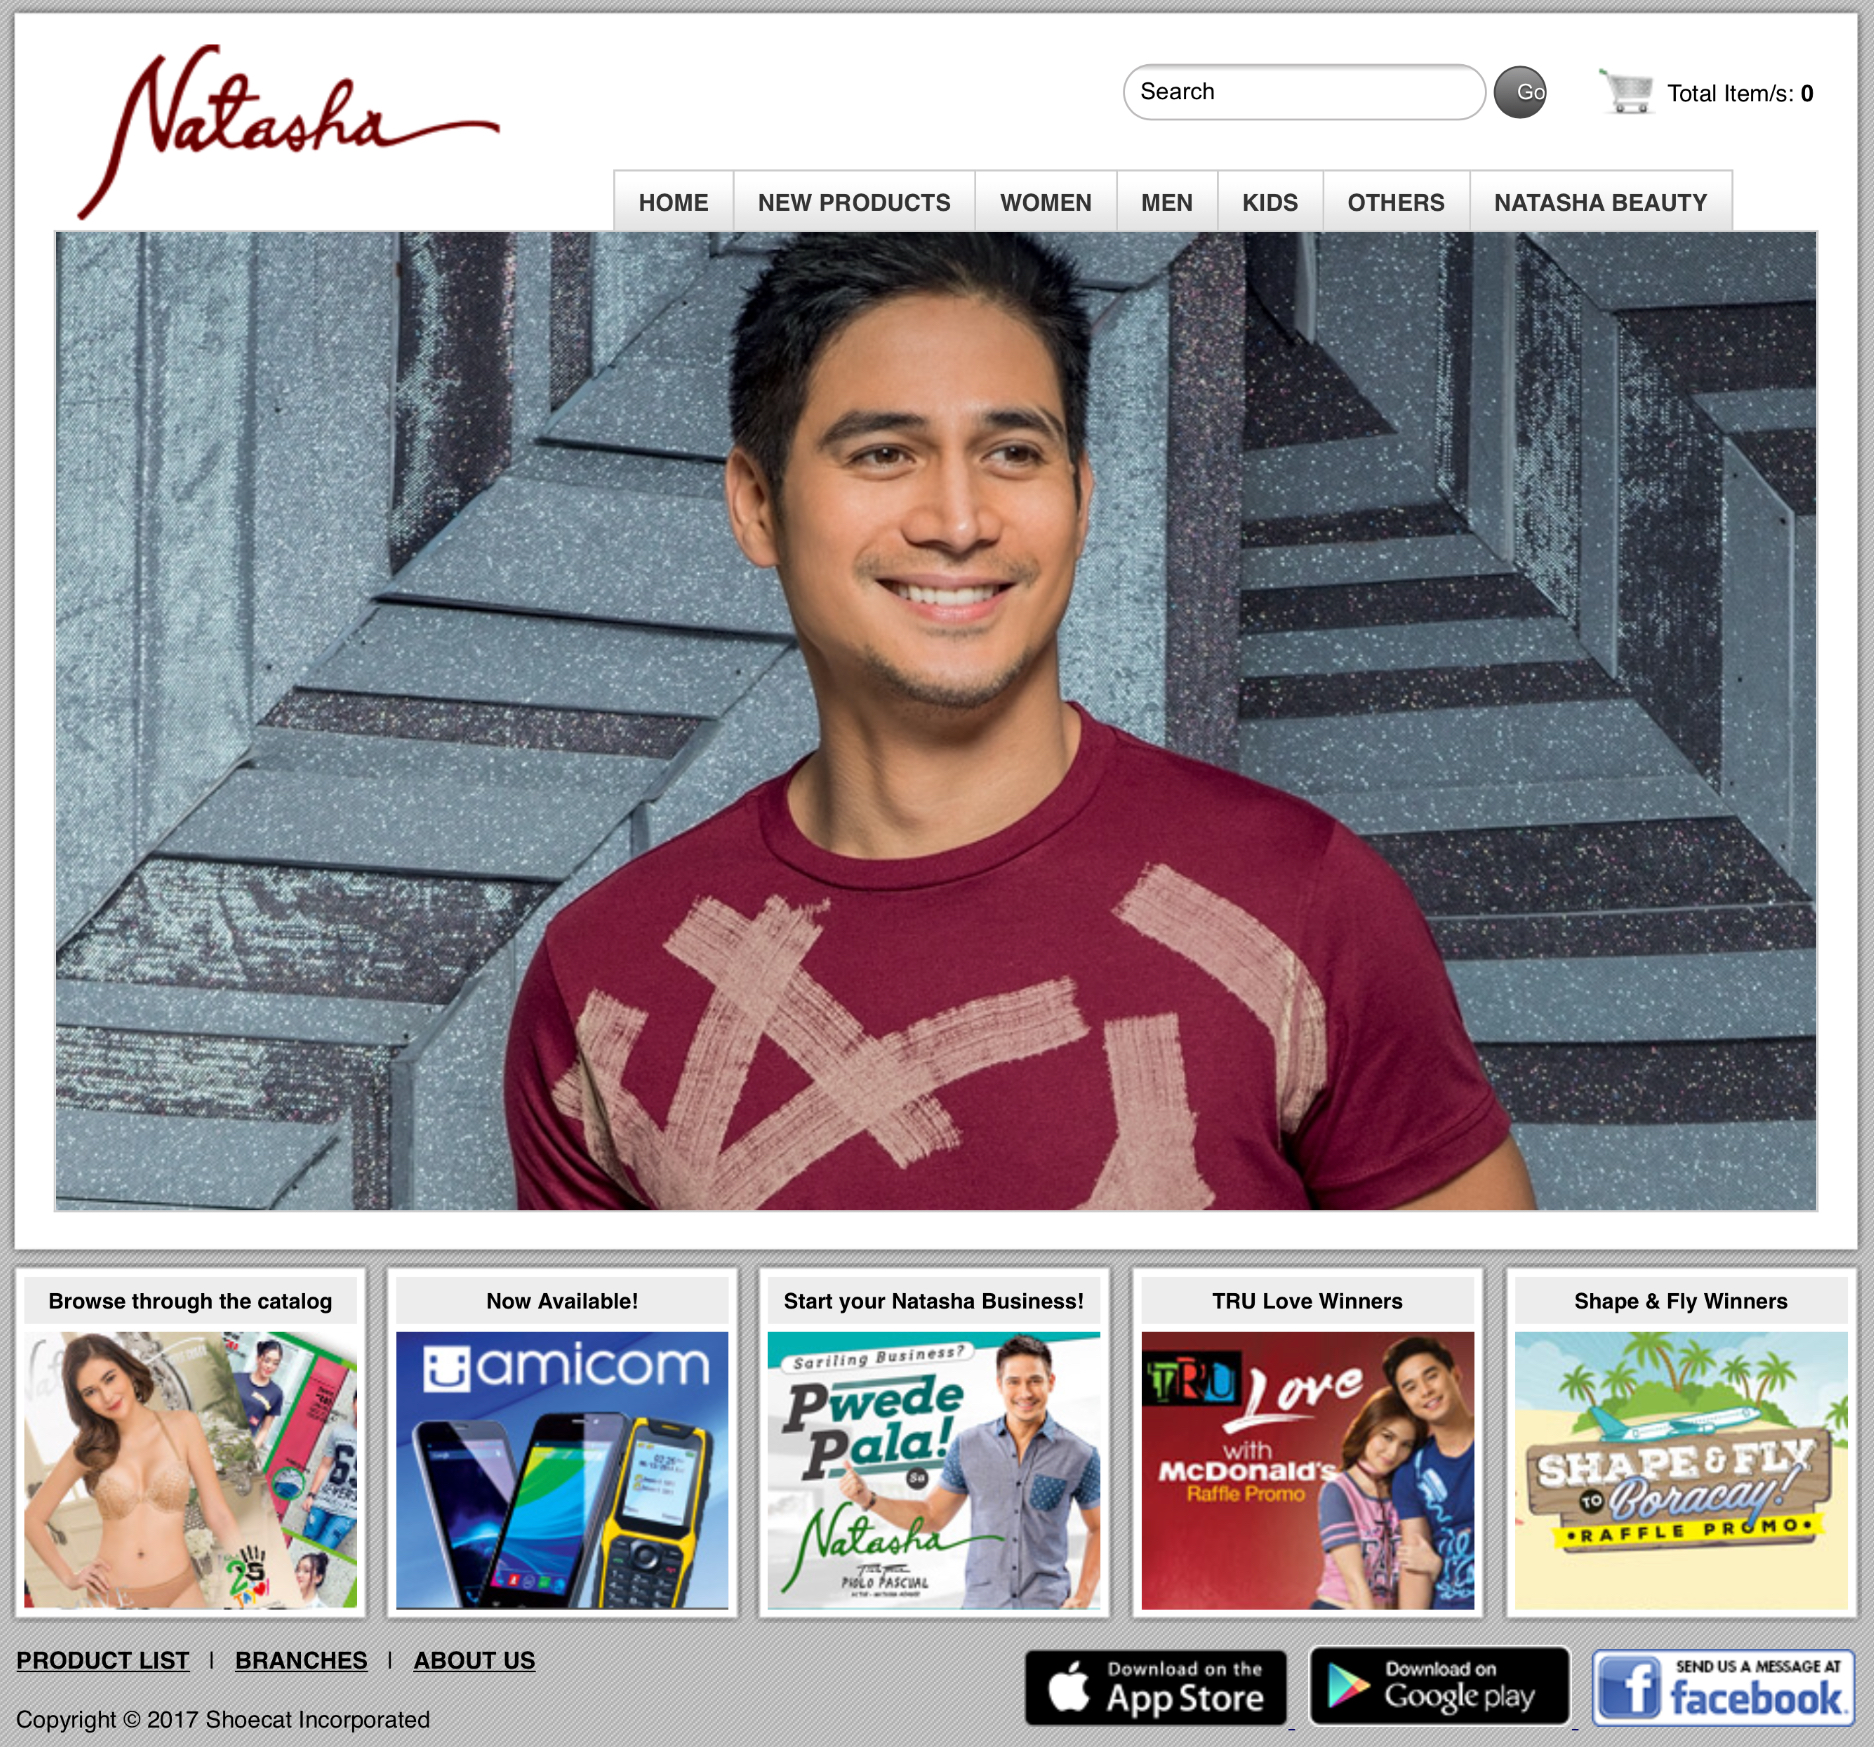 Natasha
Search
Go
Total Item/s: 0
HOME
NEW PRODUCTS
WOMEN
MEN
KIDS
OTHERS
NATASHA BEAUTY
Browse through the catalog
Now Available!
Start your Natasha Business!
TRU Love Winners
Shape & Fly Winners
25
amicom
Sariling Business?
Pwede
Pala!
Sa
Natasha
PIOLO PASCUAL
TRU Love
with
McDonald's
Raffle Promo
SHAPE & FLY
TO Boracay!
•RAFFLE PROMO•
PRODUCT LIST | BRANCHES | ABOUT US
Download on the
App Store
Download on
Google play
SEND US A MESSAGE AT
facebook.
Copyright © 2017 Shoecat Incorporated